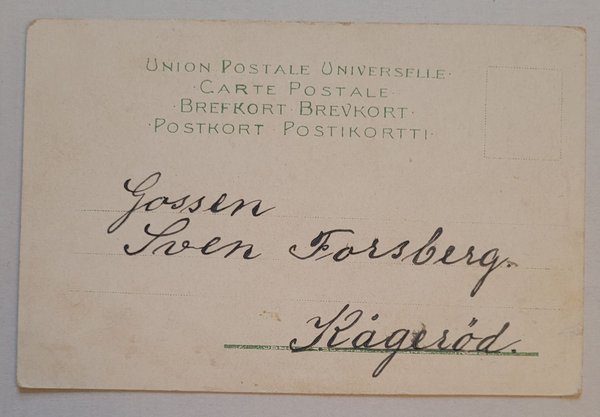 UNION POSTALE UNIVERSELLE·
·CARTE POSTALE·
·BREFKORT·BREVKORT·
·POSTKORT POSTIKORTTI·
Gossen
Sven Forsberg.
Kågeröd.